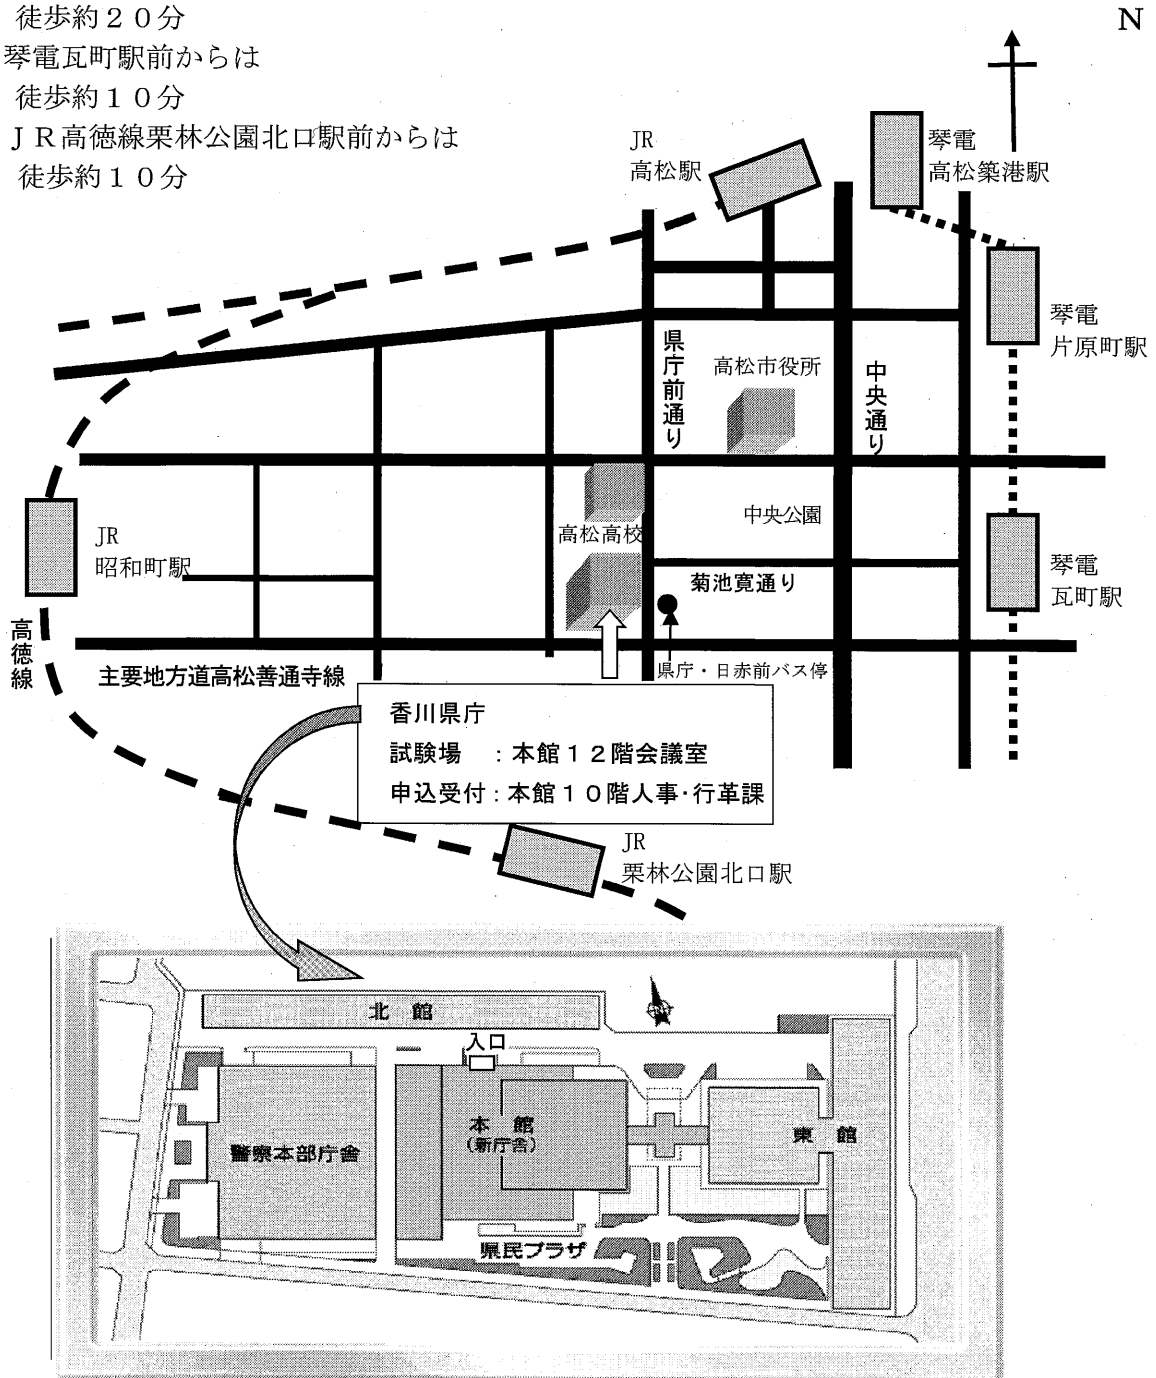 徒歩約２０分
琴電瓦町駅前からは
徒歩約１０分
ＪＲ高徳線栗林公園北口駅前からは
徒歩約１０分
N
JR
高松駅
琴電
高松築港駅
琴電
片原町駅
県庁前通り
高松市役所
中央通り
高松高校
中央公園
JR
昭和町駅
菊池寛通り
琴電
瓦町駅
高徳線
主要地方道高松善通寺線
県庁・日赤前バス停
香川県庁
試験場　：本館１２階会議室
申込受付：本館１０階人事・行革課
JR
栗林公園北口駅
北館
入口
本館
(新庁舎)
東館
警察本部庁舎
県民プラザ